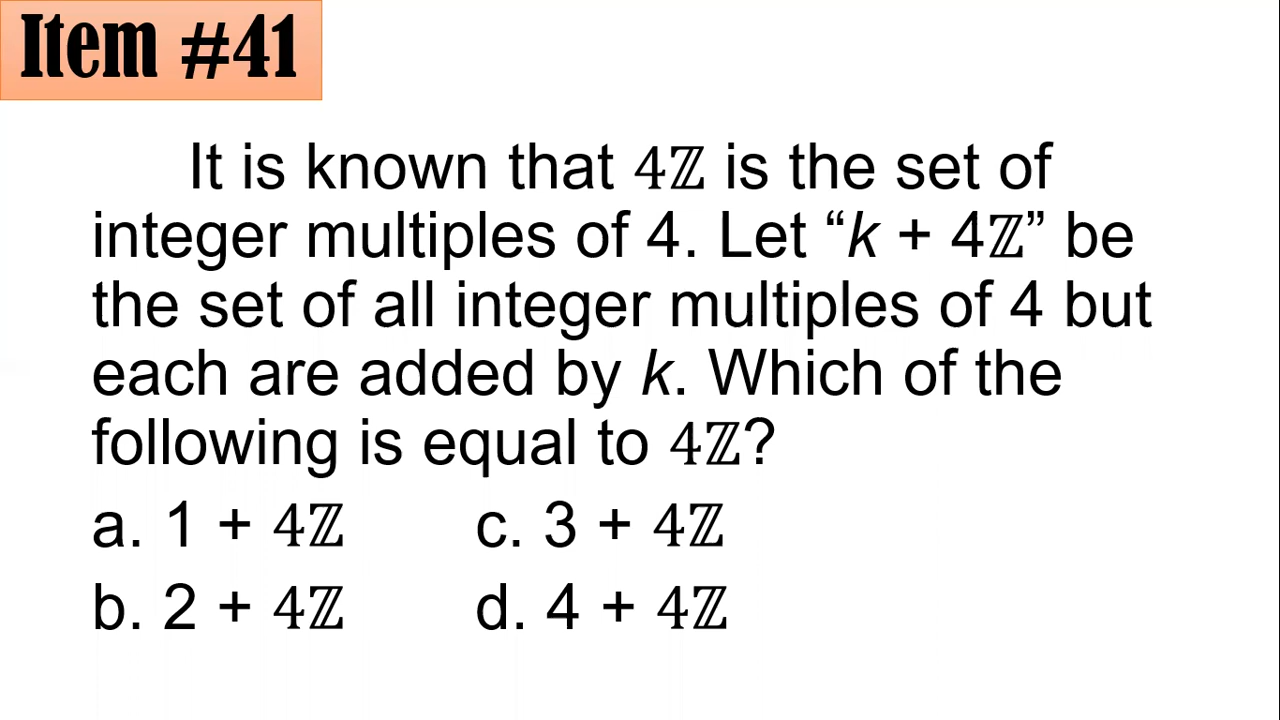 Item #41
It is known that 4ℤ is the set of
integer multiples of 4. Let “k + 4ℤ” be
the set of all integer multiples of 4 but
each are added by k. Which of the
following is equal to 4ℤ?
a. 1 + 4ℤ c. 3 + 4ℤ
b. 2 + 4ℤ d. 4 + 4ℤ